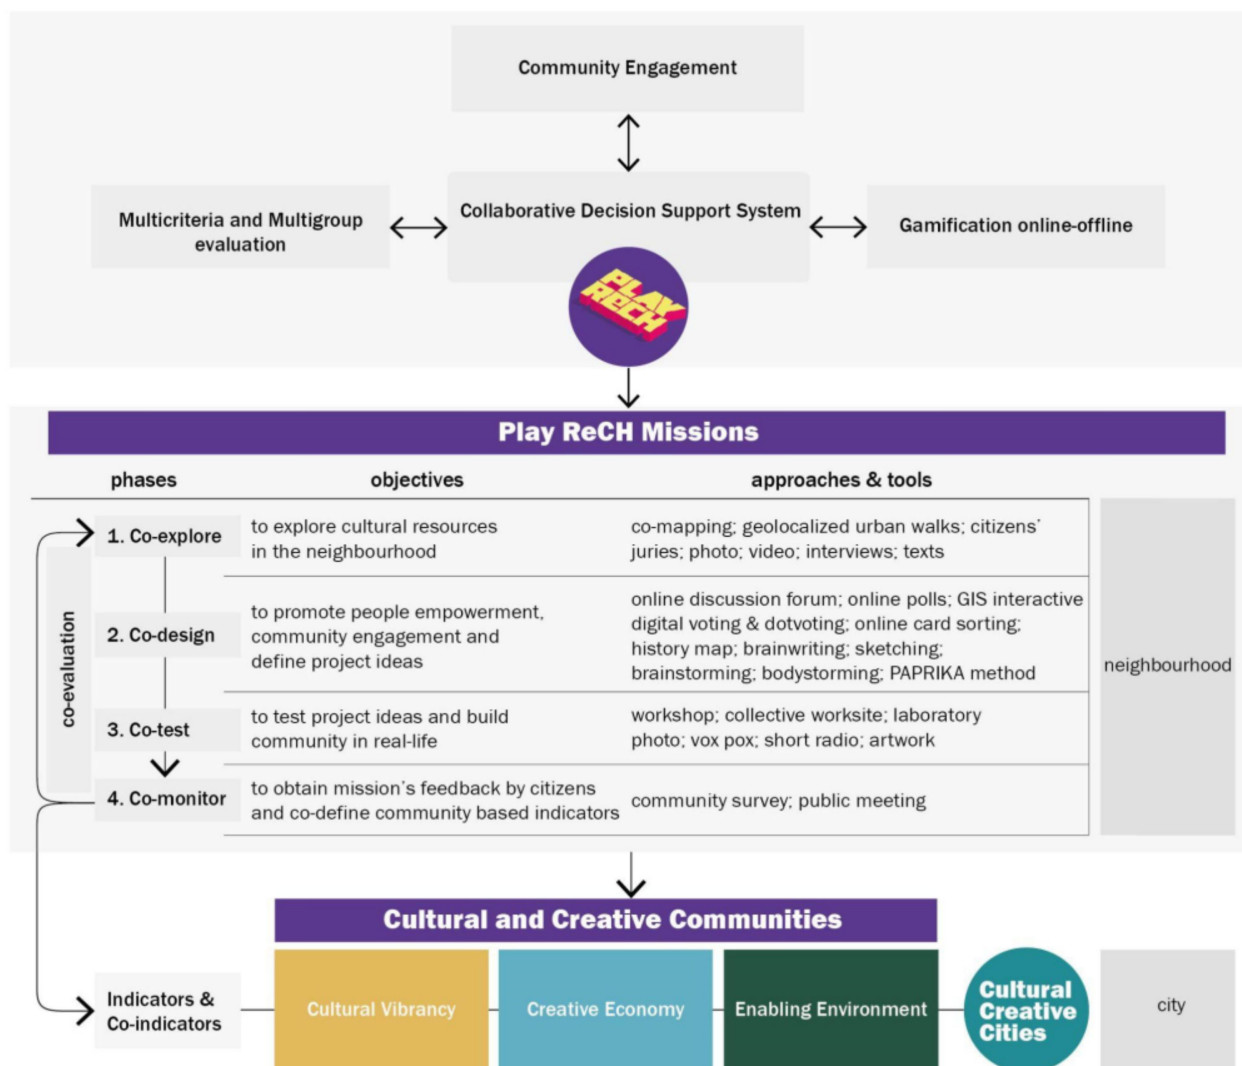 Community Engagement
Multicriteria and Multigroup
evaluation
Collaborative Decision Support System
Gamification online-offline
PLAY
ReCH
Play ReCH Missions
phases
objectives
approaches & tools
co-evaluation
1. Co-explore
to explore cultural resources
in the neighbourhood
co-mapping; geolocalized urban walks; citizens'
juries; photo; video; interviews; texts
2. Co-design
to promote people empowerment,
community engagement and
define project ideas
online discussion forum; online polls; GIS interactive
digital voting & dotvoting; online card sorting;
history map; brainwriting; sketching;
brainstorming; bodystorming; PAPRIKA method
3. Co-test
to test project ideas and build
community in real-life
workshop; collective worksite; laboratory
photo; vox pox; short radio; artwork
4. Co-monitor
to obtain mission's feedback by citizens
and co-define community based indicators
community survey; public meeting
neighbourhood
Cultural and Creative Communities
Indicators &
Co-indicators
Cultural Vibrancy
Creative Economy
Enabling Environment
Cultural
Creative
Cities
city